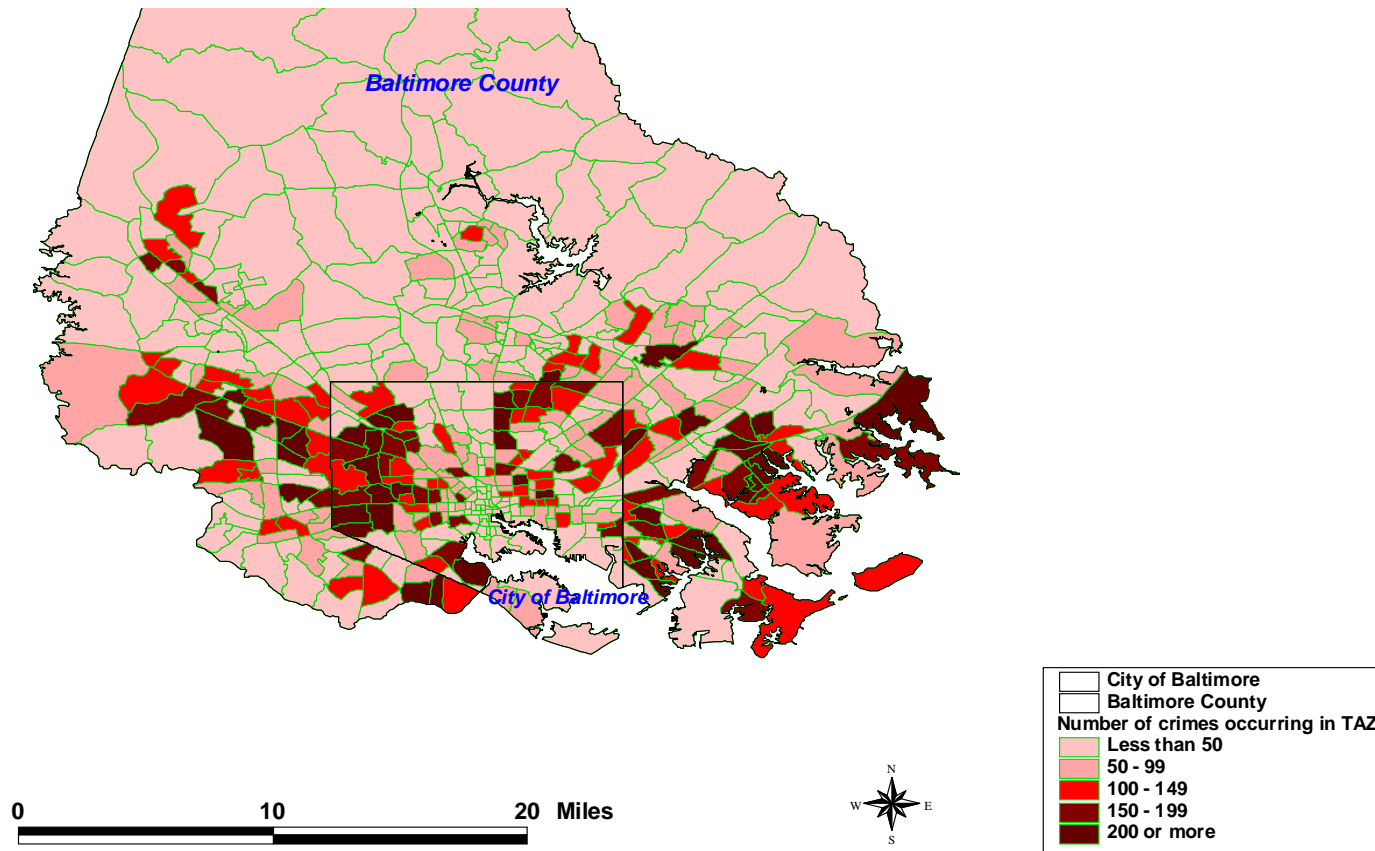 Baltimore County
City of Baltimore
City of Baltimore
Baltimore County
Number of crimes occurring in TAZ
Less than 50
50 - 99
100 - 149
150 - 199
200 or more
N
W E
S
0 10 20 Miles